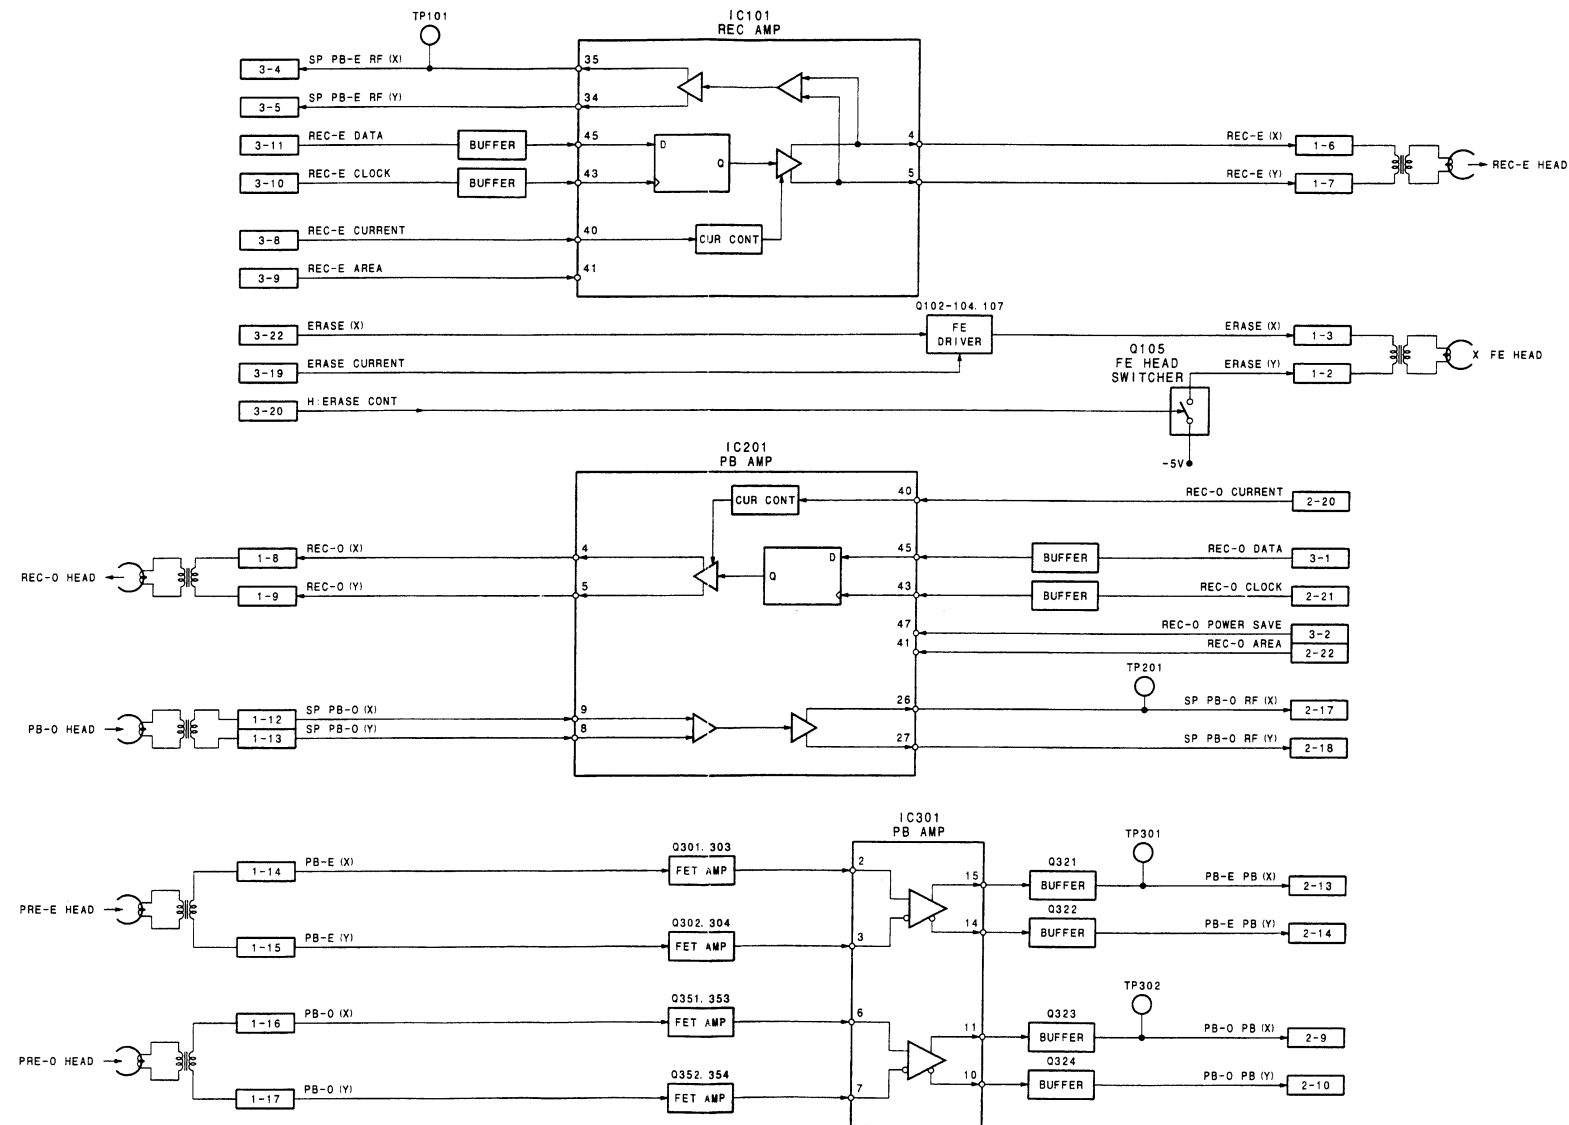 TP101
IC101
REC AMP
3-4 SP PB-E RF (X) 35
3-5 SP PB-E RF (Y) 34
3-11 REC-E DATA BUFFER 45 D Q 4 REC-E (X) 1-6
REC-E HEAD
3-10 REC-E CLOCK BUFFER 43 5 REC-E (Y) 1-7
3-8 REC-E CURRENT 40 CUR CONT
3-9 REC-E AREA 41
Q102-104. 107
3-22 ERASE (X) FE DRIVER ERASE (X) 1-3
FE HEAD
3-19 ERASE CURRENT
Q105
FE HEAD
SWITCHER
ERASE (Y) 1-2
3-20 H:ERASE CONT
-5V
IC201
PB AMP
CUR CONT 40 REC-O CURRENT 2-20
REC-O HEAD
1-8 REC-O (X) 4 D Q 45 BUFFER REC-O DATA 3-1
1-9 REC-O (Y) 5 43 BUFFER REC-O CLOCK 2-21
47 REC-O POWER SAVE 3-2
41 REC-O AREA 2-22
TP201
PB-O HEAD
1-12 SP PB-O (X) 9 26 SP PB-O RF (X) 2-17
1-13 SP PB-O (Y) 8 27 SP PB-O RF (Y) 2-18
IC301
PB AMP
TP301
PRE-E HEAD
1-14 PB-E (X) Q301. 303 FET AMP 2 15 Q321 BUFFER PB-E PB (X) 2-13
1-15 PB-E (Y) Q302. 304 FET AMP 3 14 Q322 BUFFER PB-E PB (Y) 2-14
TP302
PRE-O HEAD
1-16 PB-O (X) Q351. 353 FET AMP 6 11 Q323 BUFFER PB-O PB (X) 2-9
1-17 PB-O (Y) Q352. 354 FET AMP 7 10 Q324 BUFFER PB-O PB (Y) 2-10